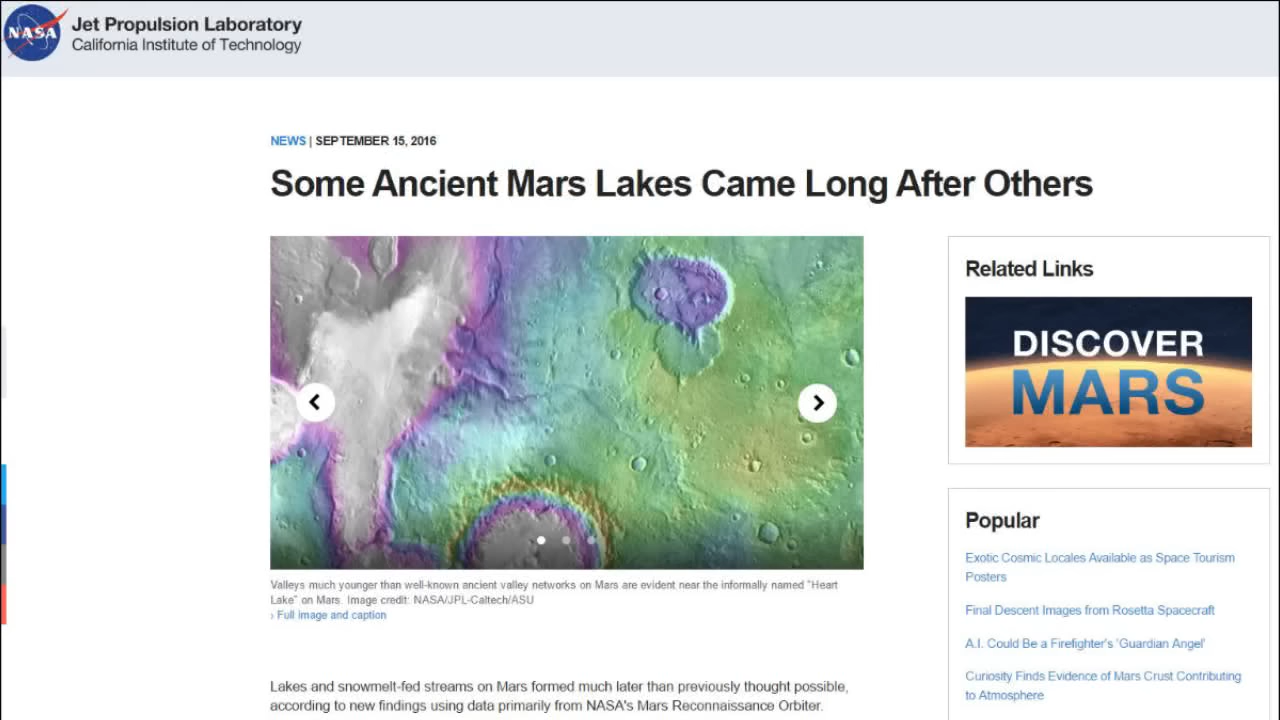 NASA
Jet Propulsion Laboratory
California Institute of Technology
NEWS | SEPTEMBER 15, 2016
Some Ancient Mars Lakes Came Long After Others
Valleys much younger than well-known ancient valley networks on Mars are evident near the informally named "Heart
Lake" on Mars. Image credit: NASA/JPL-Caltech/ASU
› Full image and caption
Lakes and snowmelt-fed streams on Mars formed much later than previously thought possible,
according to new findings using data primarily from NASA's Mars Reconnaissance Orbiter.
Related Links
DISCOVER
MARS
Popular
Exotic Cosmic Locales Available as Space Tourism
Posters
Final Descent Images from Rosetta Spacecraft
A.I. Could Be a Firefighter's 'Guardian Angel'
Curiosity Finds Evidence of Mars Crust Contributing
to Atmosphere